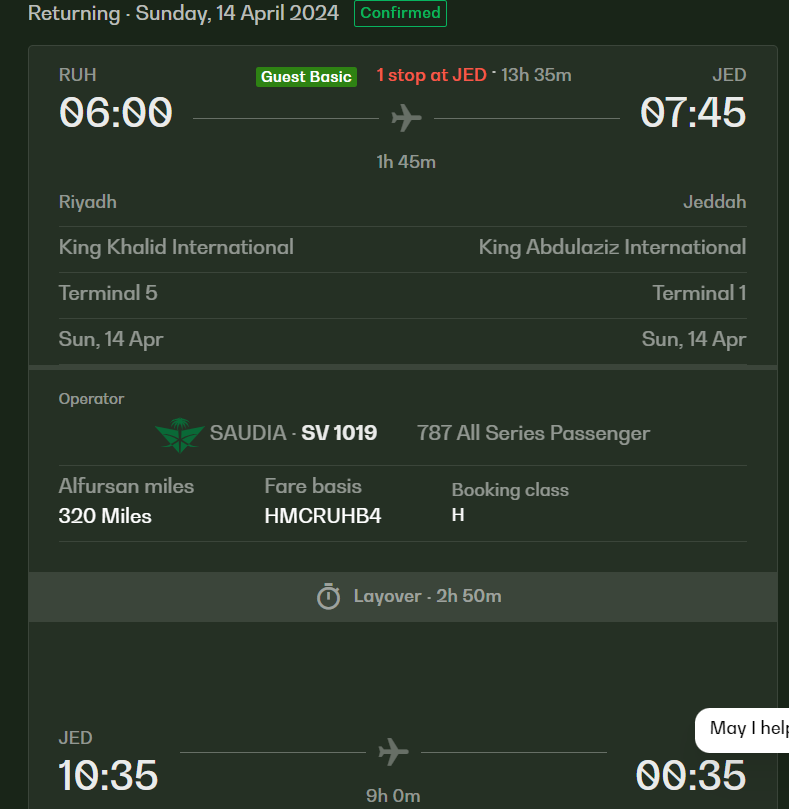 Returning · Sunday, 14 April 2024 Confirmed
RUH Guest Basic 1 stop at JED · 13h 35m JED
06:00 07:45
1h 45m
Riyadh Jeddah
King Khalid International King Abdulaziz International
Terminal 5 Terminal 1
Sun, 14 Apr Sun, 14 Apr
Operator
SAUDIA · SV 1019 787 All Series Passenger
Alfursan miles Fare basis Booking class
320 Miles HMCRUHB4 H
Layover · 2h 50m
May I help
JED
10:35 00:35
9h 0m